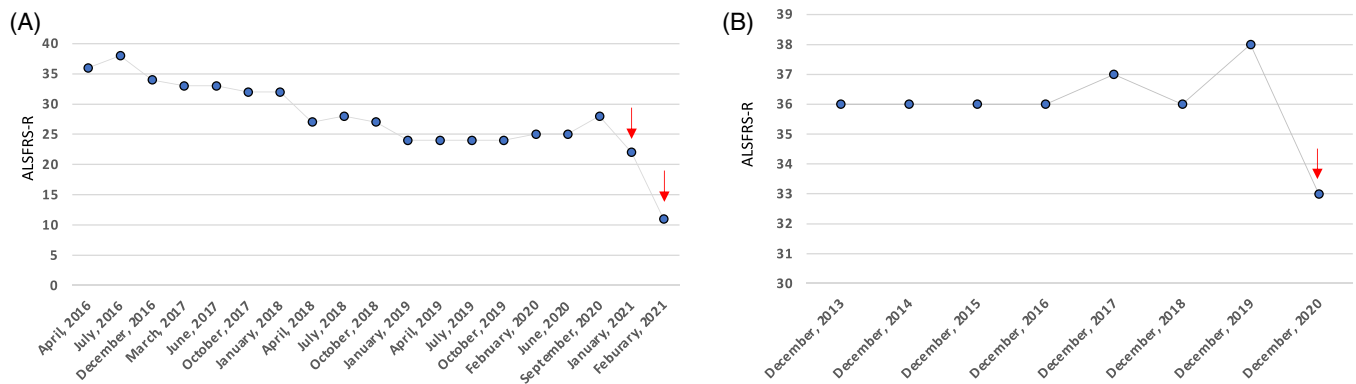 (A)
ALSFRS-R
40
35
30
25
20
15
10
5
0
April, 2016
July, 2016
December, 2016
March, 2017
June, 2017
October, 2017
January, 2018
April, 2018
July, 2018
October, 2018
January, 2019
April, 2019
July, 2019
October, 2019
February, 2020
June, 2020
September, 2020
January, 2021
Feburary, 2021
(B)
ALSFRS-R
39
38
37
36
35
34
33
32
31
30
December, 2013
December, 2014
December, 2015
December, 2016
December, 2017
December, 2018
December, 2019
December, 2020